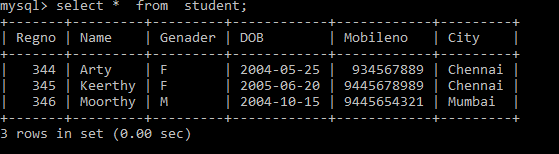 mysql> select *  from  student;
+-------+----------+---------+------------+------------+---------+
| Regno | Name     | Genader | DOB        | Mobileno   | City    |
+-------+----------+---------+------------+------------+---------+
|   344 | Arty     | F       | 2004-05-25 |  934567889 | Chennai |
|   345 | Keerthy  | F       | 2005-06-20 | 9445678989 | Chennai |
|   346 | Moorthy  | M       | 2004-10-15 | 9445654321 | Mumbai  |
+-------+----------+---------+------------+------------+---------+
3 rows in set (0.00 sec)